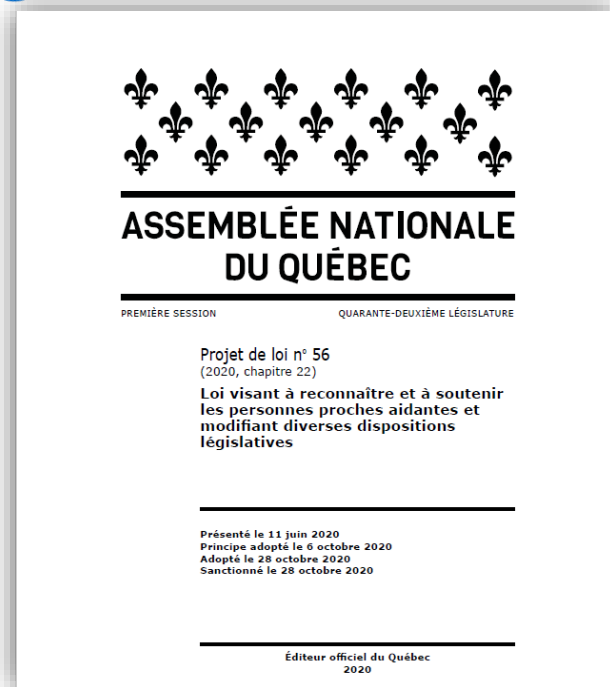 ASSEMBLÉE NATIONALE
DU QUÉBEC
PREMIÈRE SESSION QUARANTE-DEUXIÈME LÉGISLATURE
Projet de loi nº 56
(2020, chapitre 22)
Loi visant à reconnaître et à soutenir
les personnes proches aidantes et
modifiant diverses dispositions
législatives
Présenté le 11 juin 2020
Principe adopté le 6 octobre 2020
Adopté le 28 octobre 2020
Sanctionné le 28 octobre 2020
Éditeur officiel du Québec
2020